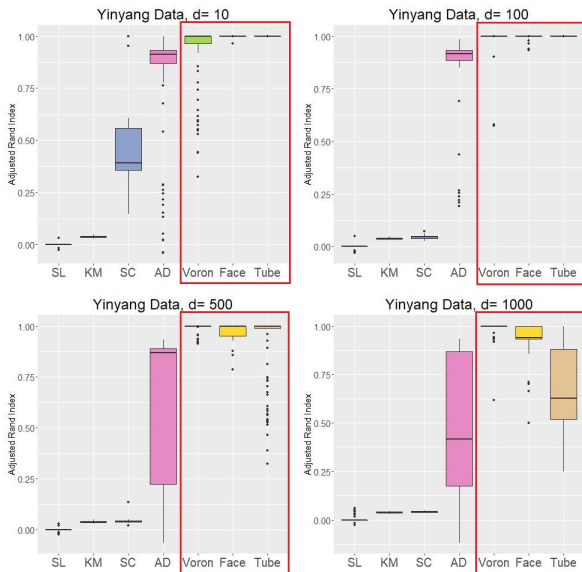 Yinyang Data, d= 10
Adjusted Rand Index
1.00
0.75
0.50
0.25
0.00
SL KM SC AD Voron Face Tube
Yinyang Data, d= 100
Adjusted Rand Index
1.00
0.75
0.50
0.25
0.00
SL KM SC AD Voron Face Tube
Yinyang Data, d= 500
Adjusted Rand Index
1.00
0.75
0.50
0.25
0.00
SL KM SC AD Voron Face Tube
Yinyang Data, d= 1000
Adjusted Rand Index
1.00
0.75
0.50
0.25
0.00
SL KM SC AD Voron Face Tube